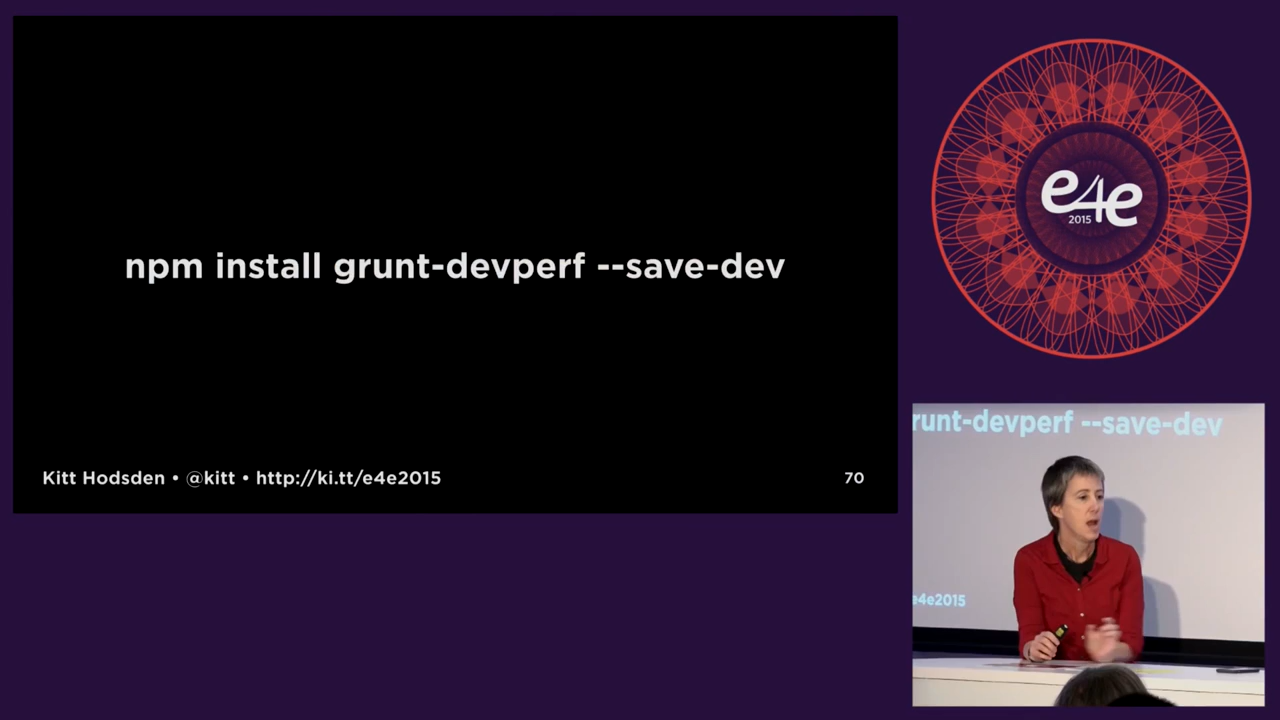 npm install grunt-devperf --save-dev
Kitt Hodsden • @kitt • http://ki.tt/e4e2015
70
e4e
2015
runt-devperf --save-dev
e4e2015